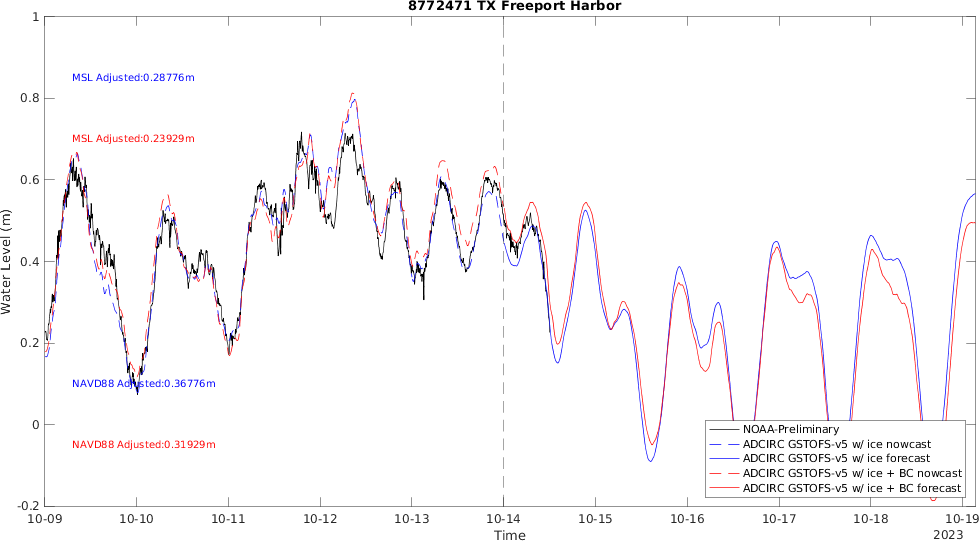 8772471 TX Freeport Harbor
1
0.8
0.6
0.4
0.2
0
-0.2
Water Level (m)
MSL Adjusted:0.28776m
MSL Adjusted:0.23929m
NAVD88 Adjusted:0.36776m
NAVD88 Adjusted:0.31929m
NOAA-Preliminary
ADCIRC GSTOFS-v5 w/ ice nowcast
ADCIRC GSTOFS-v5 w/ ice forecast
ADCIRC GSTOFS-v5 w/ ice + BC nowcast
ADCIRC GSTOFS-v5 w/ ice + BC forecast
10-09 10-10 10-11 10-12 10-13 10-14 10-15 10-16 10-17 10-18 10-19
Time
2023